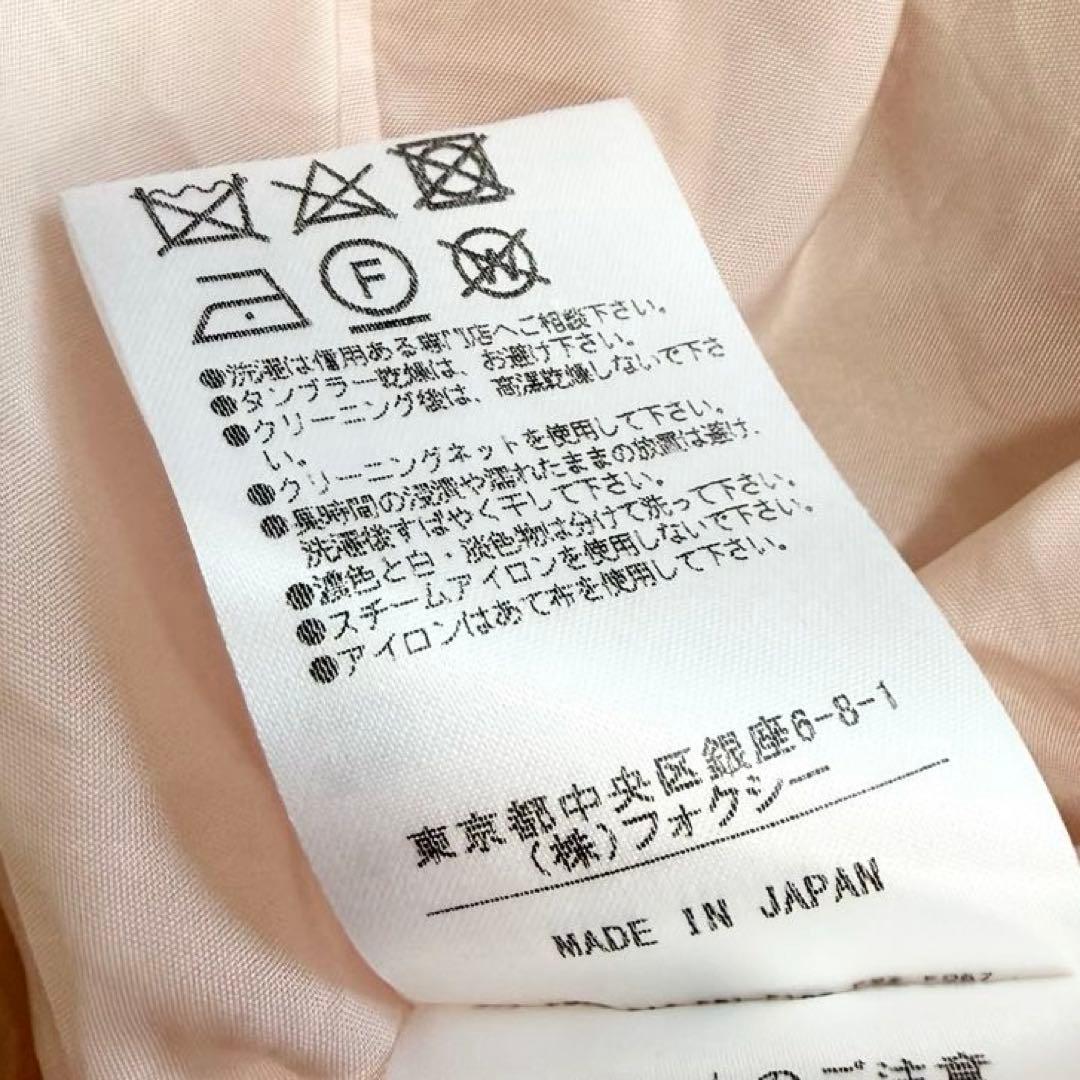 F
W
●洗濯は信用ある専門店へご相談下さい。
●タンブラー乾燥は、お避け下さい。
●クリーニング後は、高温乾燥しないで下さ
い。
●クリーニングネットを使用して下さい。
●長時間の浸漬や濡れたままの放置は避け、
洗濯後すばやく干して下さい。
●濃色と白・淡色物は分けて洗って下さい。
●スチームアイロンを使用しないで下さい。
●アイロンはあて布を使用して下さい。
東京都中央区銀座6-8-1
(株)フォクシー
MADE IN JAPAN
のご注意